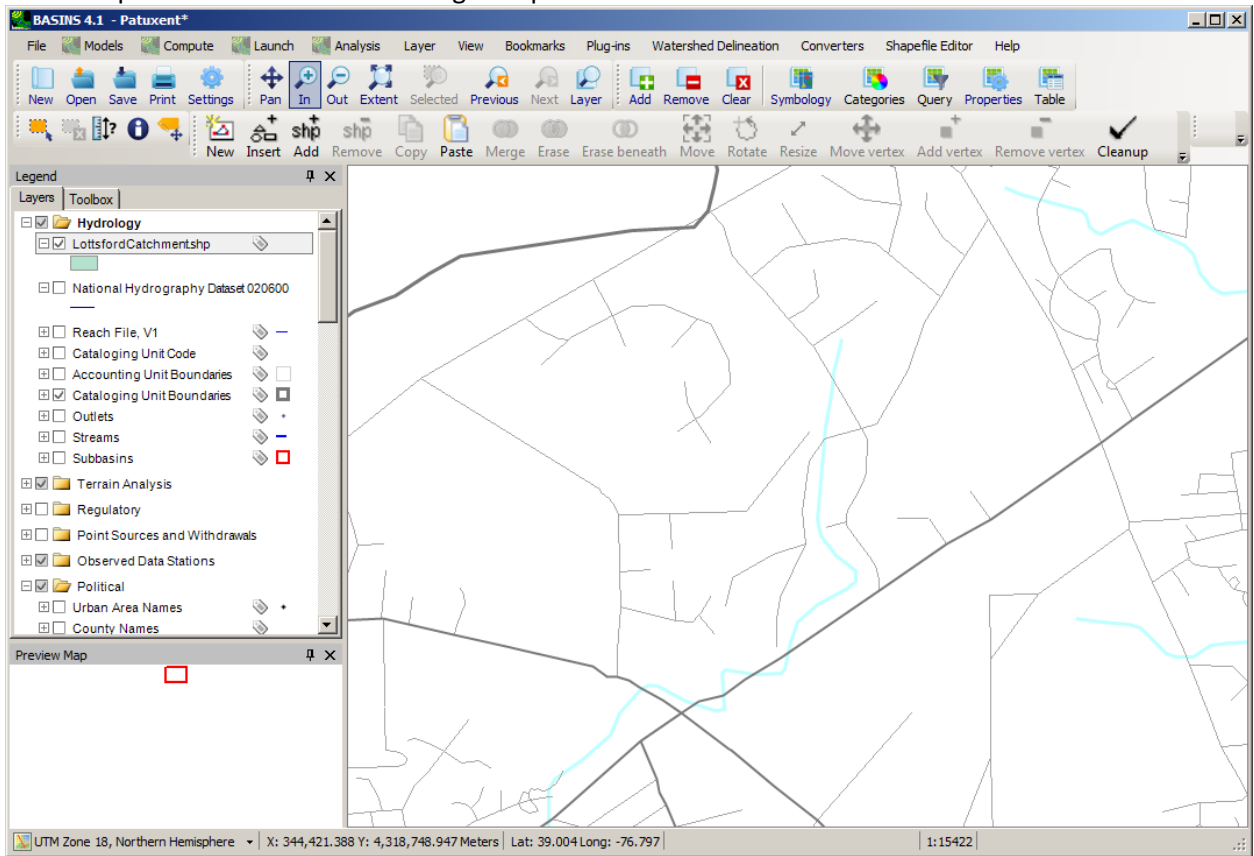 BASINS 4.1 - Patuxent*
File Models Compute Launch Analysis Layer View Bookmarks Plug-ins Watershed Delineation Converters Shapefile Editor Help
New Open Save Print Settings Pan In Out Extent Selected Previous Next Layer Add Remove Clear Symbology Categories Query Properties Table
New Insert Add Remove Copy Paste Merge Erase Erase beneath Move Rotate Resize Move vertex Add vertex Remove vertex Cleanup
Legend
Layers Toolbox
Hydrology
LottsfordCatchment.shp
National Hydrography Dataset 020600
Reach File, V1
Cataloging Unit Code
Accounting Unit Boundaries
Cataloging Unit Boundaries
Outlets
Streams
Subbasins
Terrain Analysis
Regulatory
Point Sources and Withdrawals
Observed Data Stations
Political
Urban Area Names
County Names
Preview Map
UTM Zone 18, Northern Hemisphere X: 344,421.388 Y: 4,318,748.947 Meters Lat: 39.004 Long: -76.797 1:15422